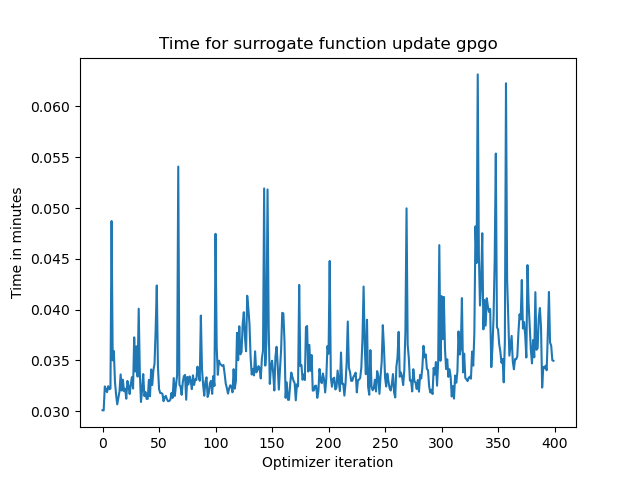 Time for surrogate function update gpgo
0.060
0.055
0.050
0.045
0.040
0.035
0.030
Time in minutes
0 50 100 150 200 250 300 350 400
Optimizer iteration